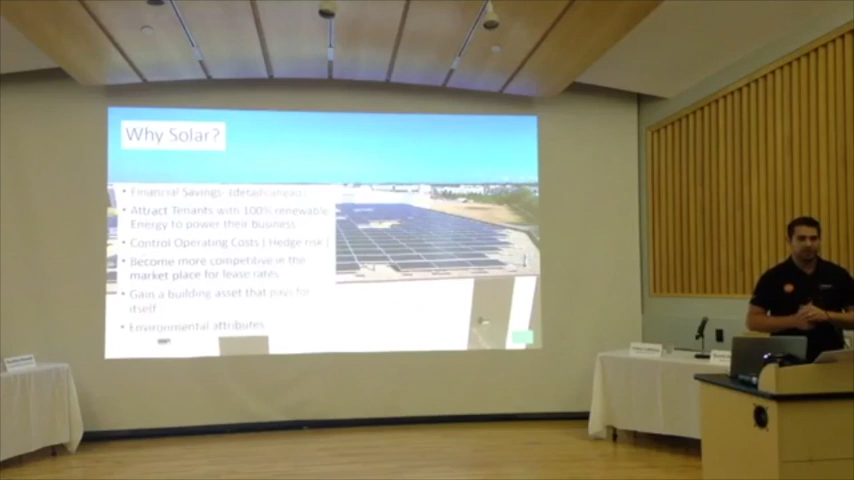 Why Solar?
• Financial Savings- (details ahead)
• Attract Tenants with 100% renewable
Energy to power their business
• Control Operating Costs ( Hedge risk)
• Become more competitive in the
market place for lease rates
• Gain a building asset that pays for
itself
• Environmental attributes